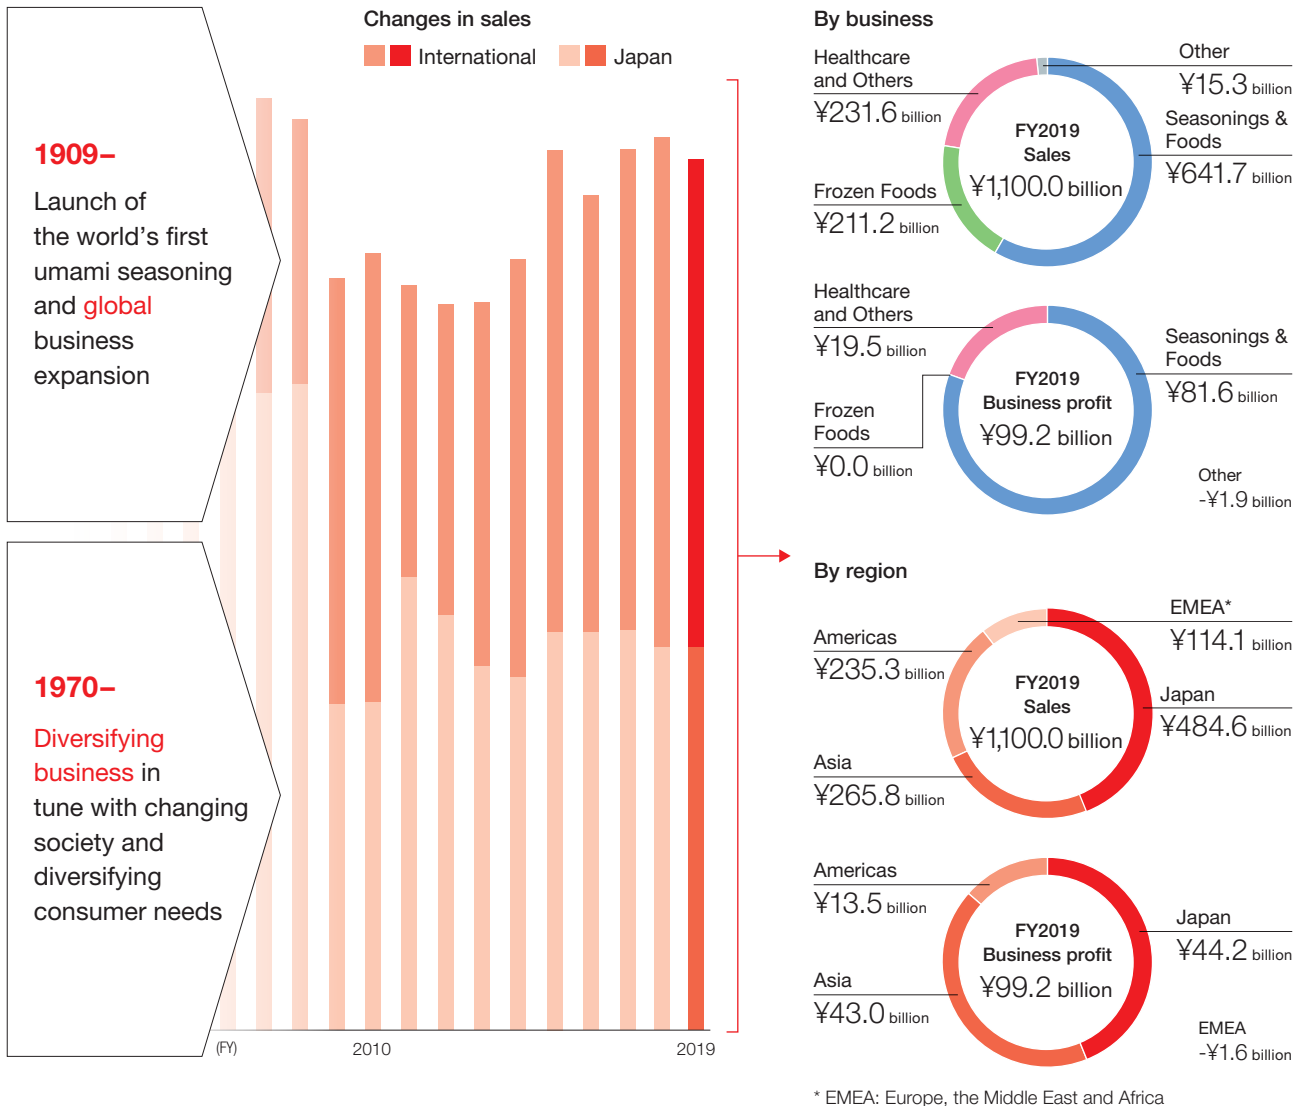 1909–
Launch of
the world’s first
umami seasoning
and global
business
expansion
1970–
Diversifying
business in
tune with changing
society and
diversifying
consumer needs
Changes in sales
International
Japan
(FY)
2010
2019
By business
Healthcare
and Others
¥231.6 billion
Frozen Foods
¥211.2 billion
FY2019
Sales
¥1,100.0 billion
Other
¥15.3 billion
Seasonings &
Foods
¥641.7 billion
Healthcare
and Others
¥19.5 billion
Frozen
Foods
¥0.0 billion
FY2019
Business profit
¥99.2 billion
Seasonings &
Foods
¥81.6 billion
Other
-¥1.9 billion
By region
Americas
¥235.3 billion
Asia
¥265.8 billion
FY2019
Sales
¥1,100.0 billion
EMEA*
¥114.1 billion
Japan
¥484.6 billion
Americas
¥13.5 billion
Asia
¥43.0 billion
FY2019
Business profit
¥99.2 billion
Japan
¥44.2 billion
EMEA
-¥1.6 billion
* EMEA: Europe, the Middle East and Africa